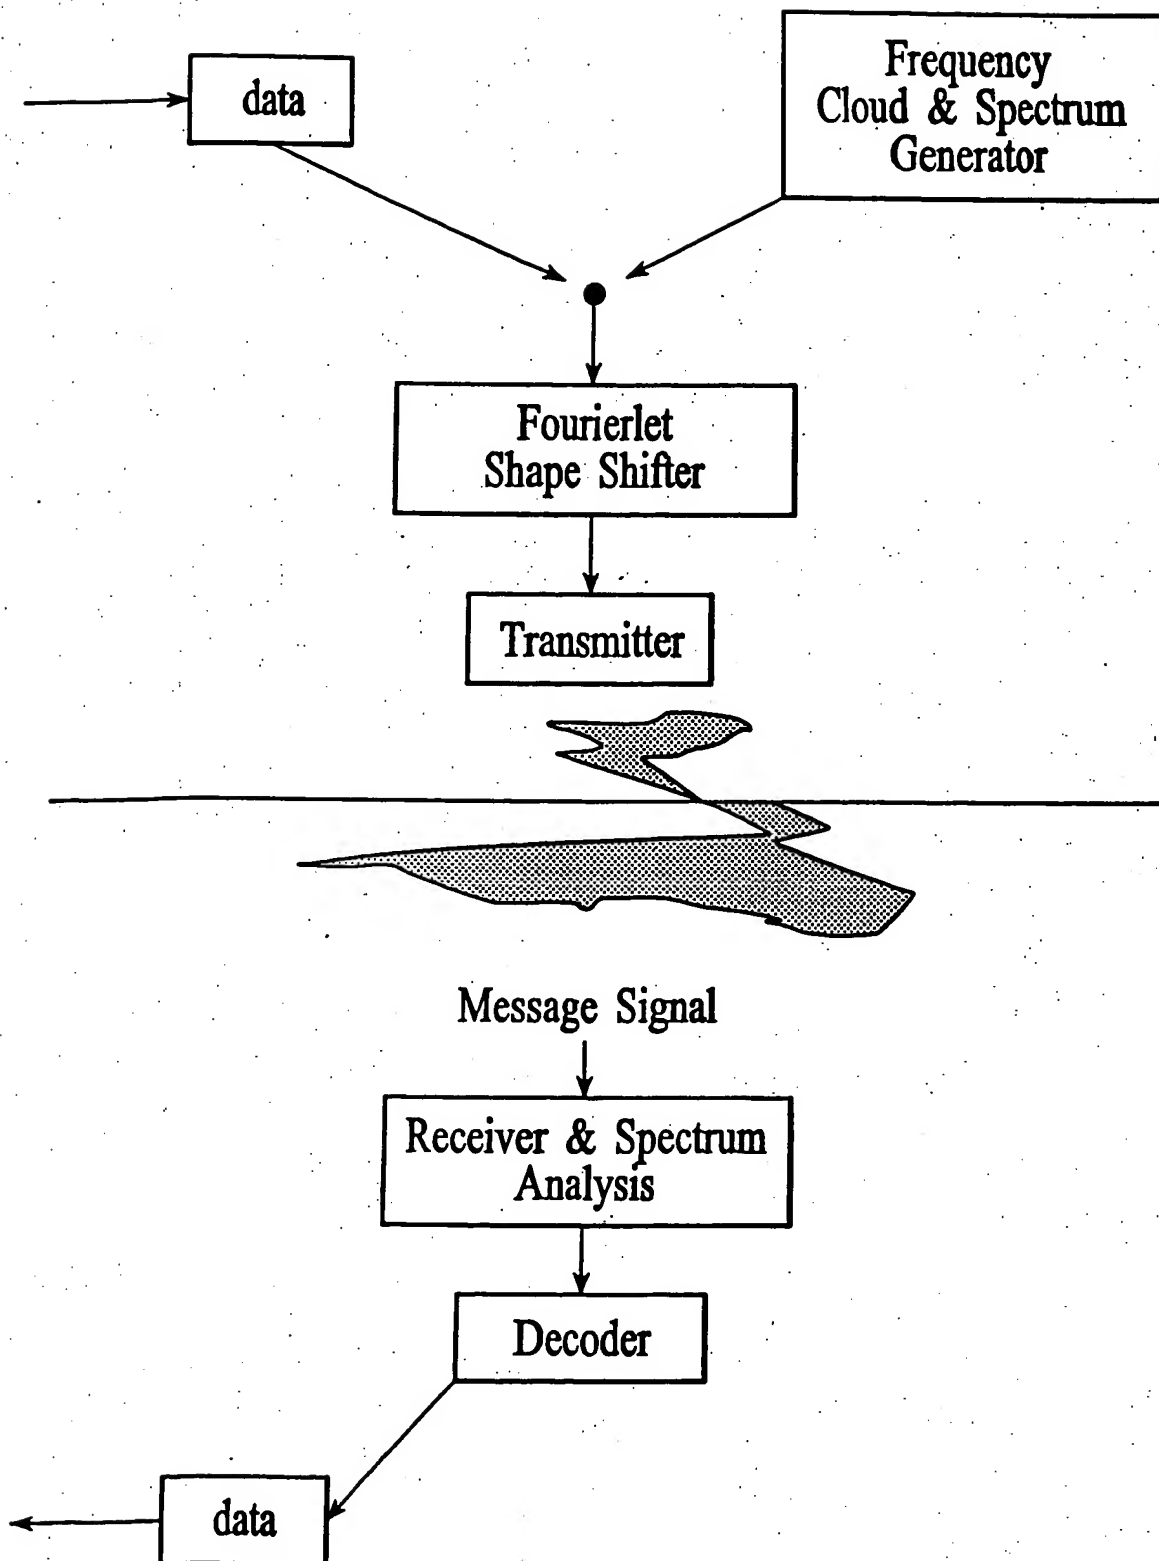 data
Frequency
Cloud & Spectrum
Generator
Fourierlet
Shape Shifter
Transmitter
Message Signal
Receiver & Spectrum
Analysis
Decoder
data